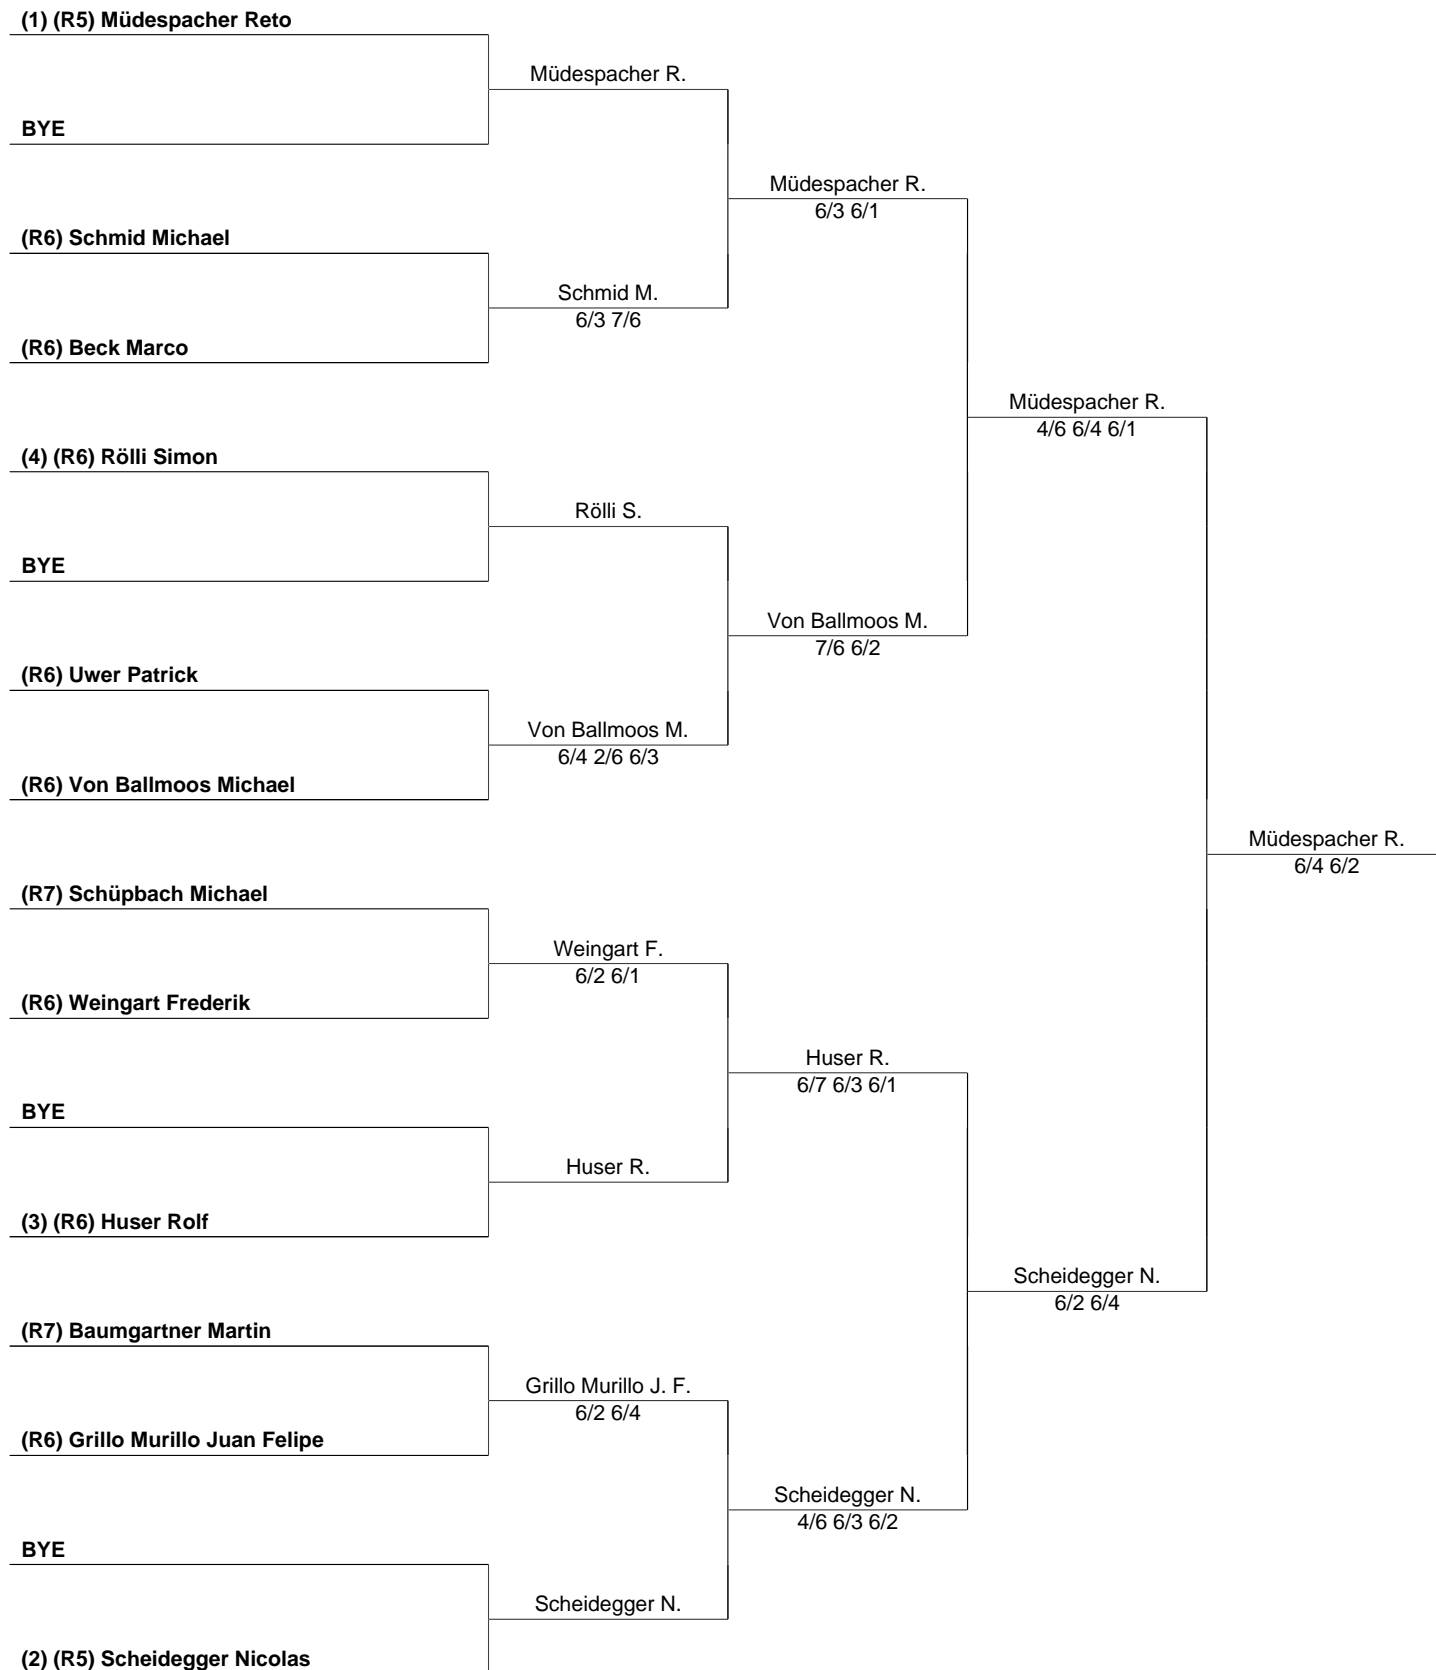 (1) (R5) Müdespacher Reto
Müdespacher R.
BYE
Müdespacher R.
6/3 6/1
(R6) Schmid Michael
Schmid M.
6/3 7/6
(R6) Beck Marco
Müdespacher R.
4/6 6/4 6/1
(4) (R6) Rölli Simon
Rölli S.
BYE
Von Ballmoos M.
7/6 6/2
(R6) Uwer Patrick
Von Ballmoos M.
6/4 2/6 6/3
(R6) Von Ballmoos Michael
Müdespacher R.
6/4 6/2
(R7) Schüpbach Michael
Weingart F.
6/2 6/1
(R6) Weingart Frederik
Huser R.
6/7 6/3 6/1
BYE
Huser R.
(3) (R6) Huser Rolf
Scheidegger N.
6/2 6/4
(R7) Baumgartner Martin
Grillo Murillo J. F.
6/2 6/4
(R6) Grillo Murillo Juan Felipe
Scheidegger N.
4/6 6/3 6/2
BYE
Scheidegger N.
(2) (R5) Scheidegger Nicolas